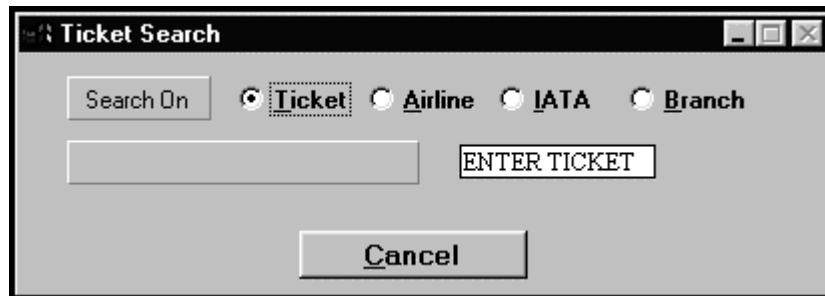 Ticket Search
Search On Ticket Airline IATA Branch
ENTER TICKET
Cancel